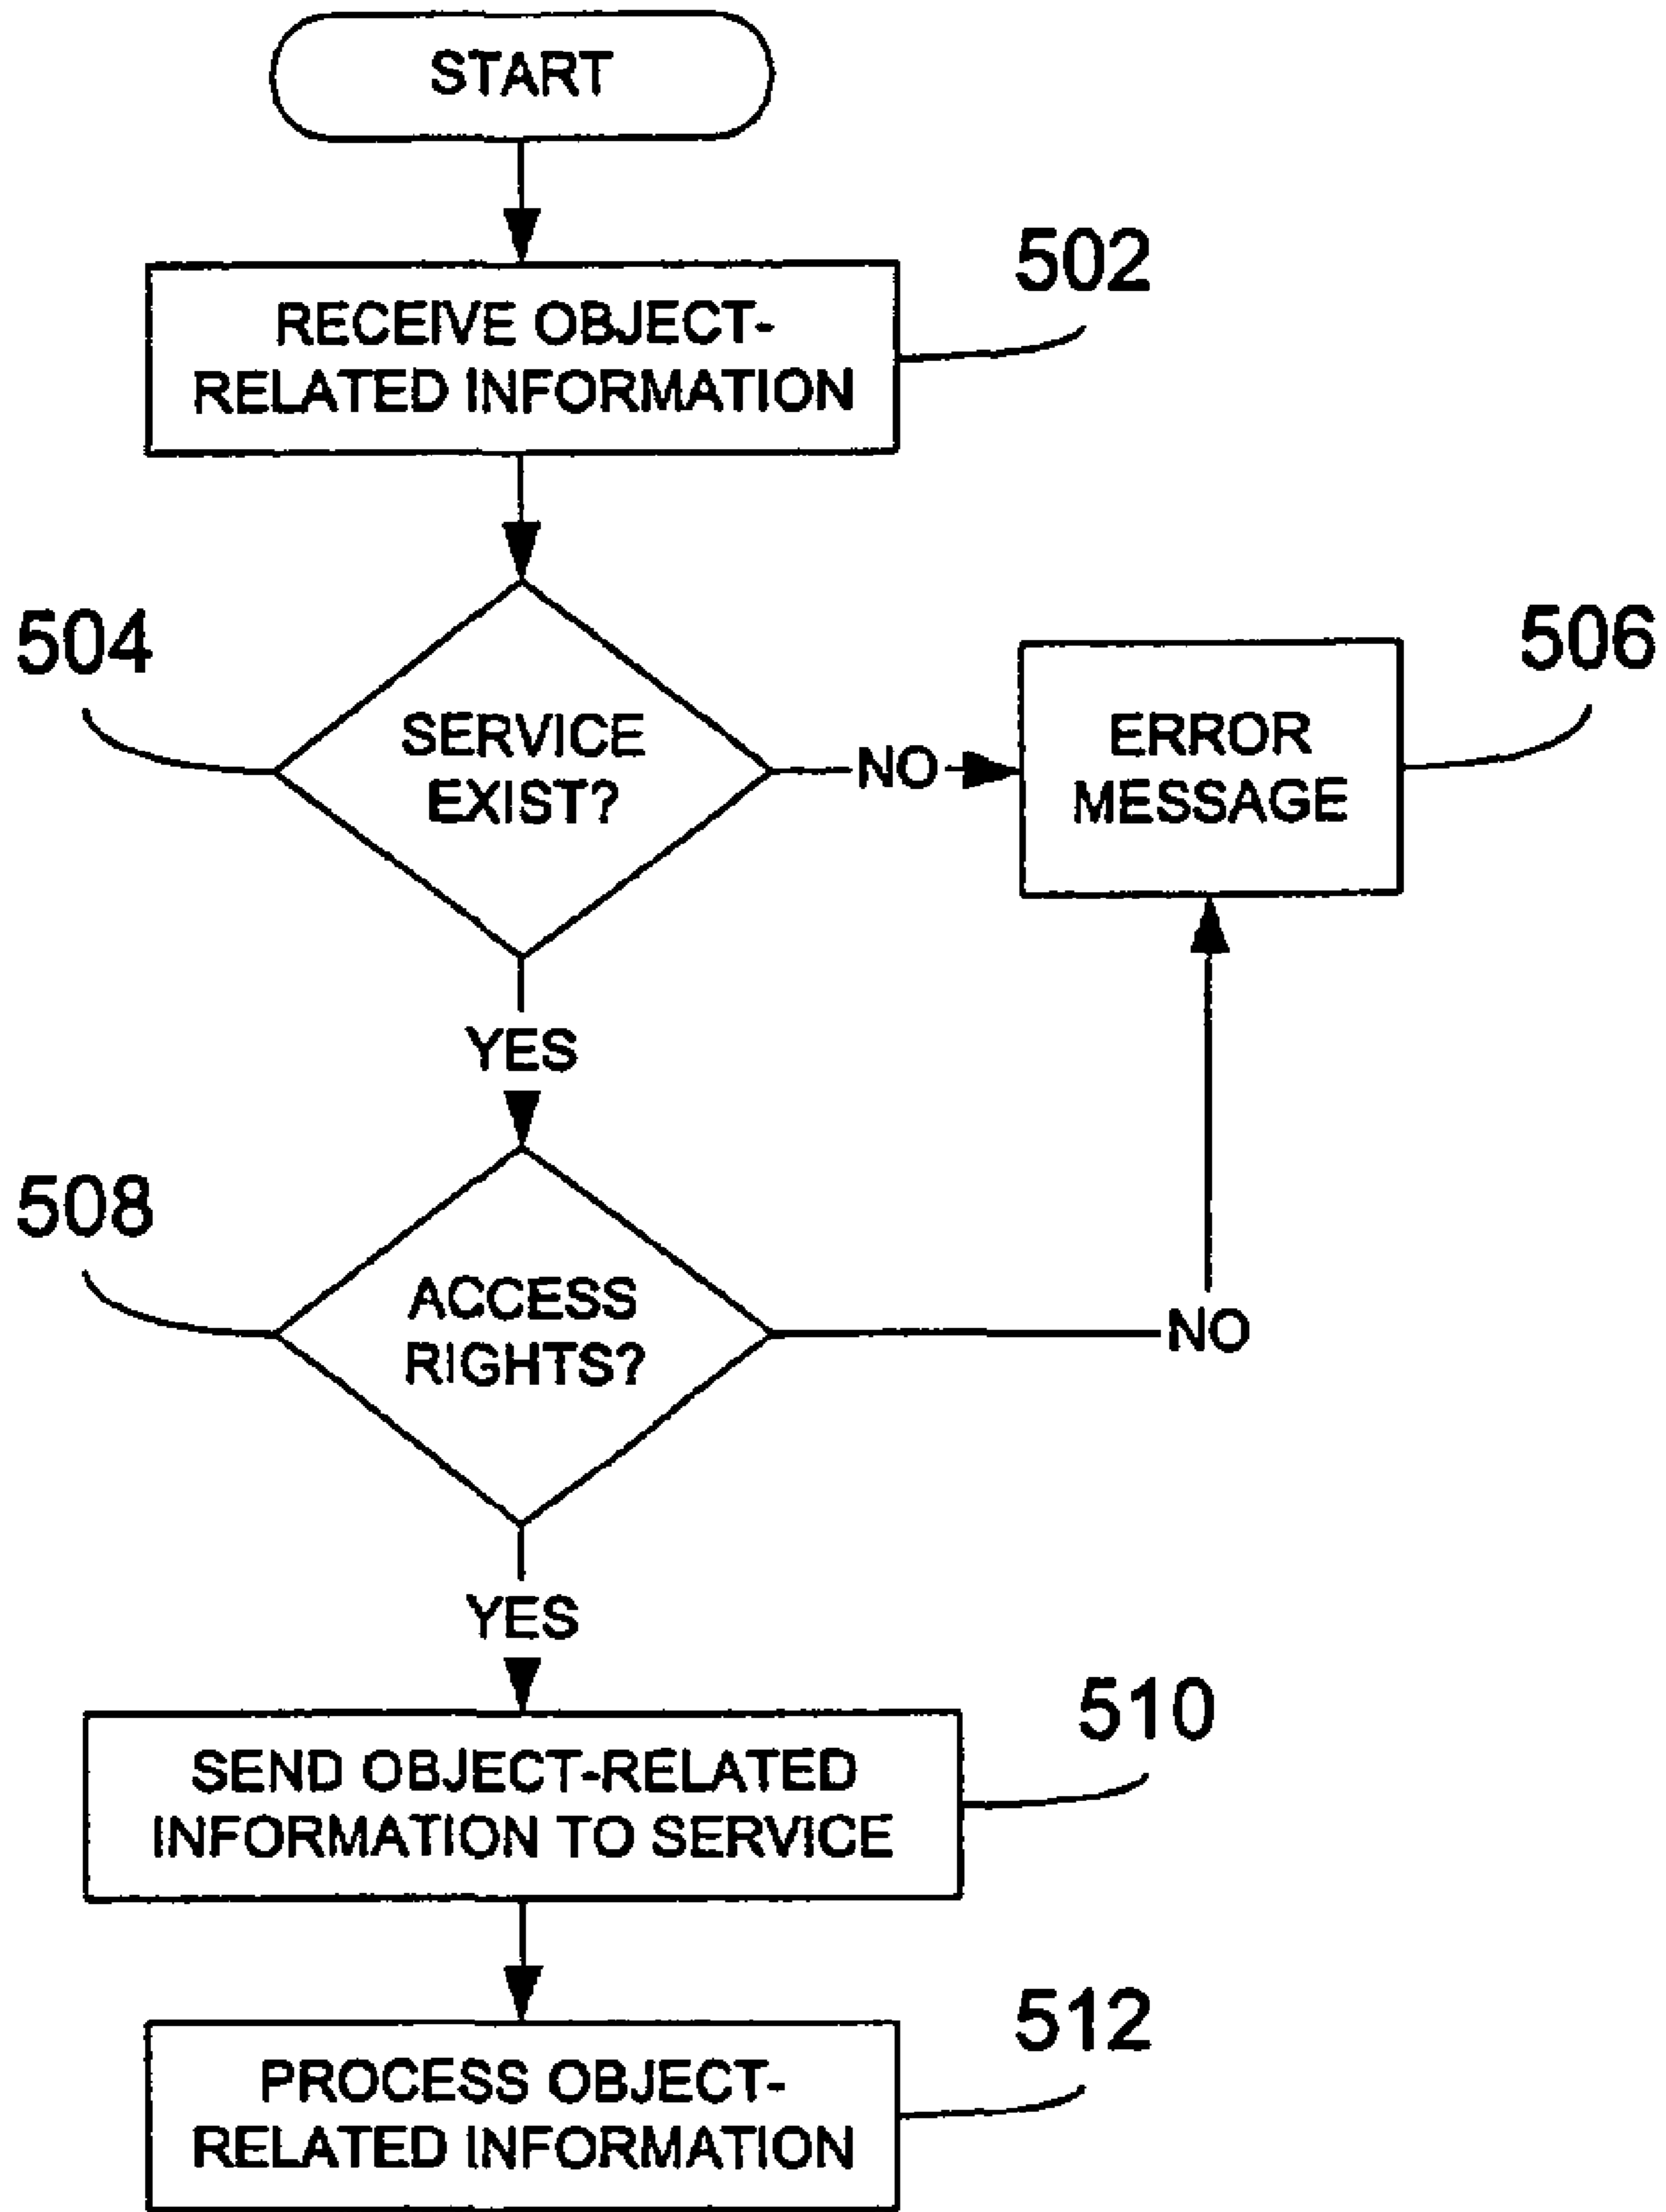 START
502
RECEIVE OBJECT-
RELATED INFORMATION
504
SERVICE
EXIST?
NO
506
ERROR
MESSAGE
YES
508
ACCESS
RIGHTS?
NO
YES
510
SEND OBJECT-RELATED
INFORMATION TO SERVICE
512
PROCESS OBJECT-
RELATED INFORMATION